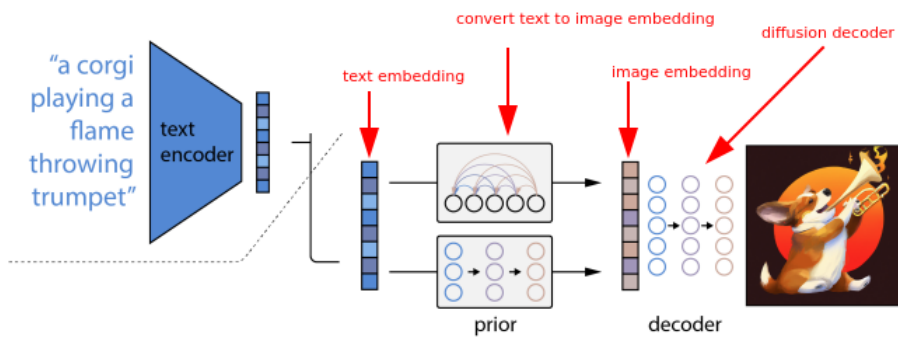 convert text to image embedding
diffusion decoder
text embedding
image embedding
“a corgi
playing a
flame
throwing
trumpet”
text
encoder
prior
decoder